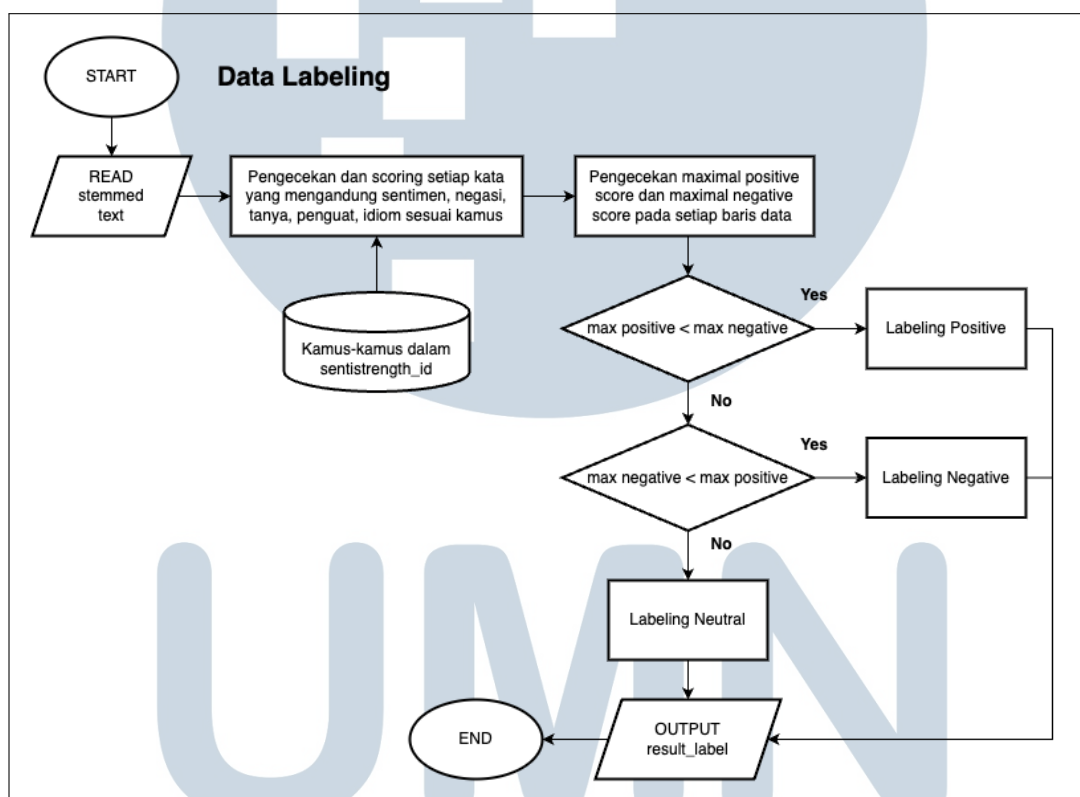 START
Data Labeling
READ
stemmed
text
Pengecekan dan scoring setiap kata
yang mengandung sentimen, negasi,
tanya, penguat, idiom sesuai kamus
Pengecekan maximal positive
score dan maximal negative
score pada setiap baris data
Kamus-kamus dalam
sentistrength_id
max positive < max negative
Yes
Labeling Positive
No
max negative < max positive
Yes
Labeling Negative
No
Labeling Neutral
OUTPUT
result_label
END
UMN